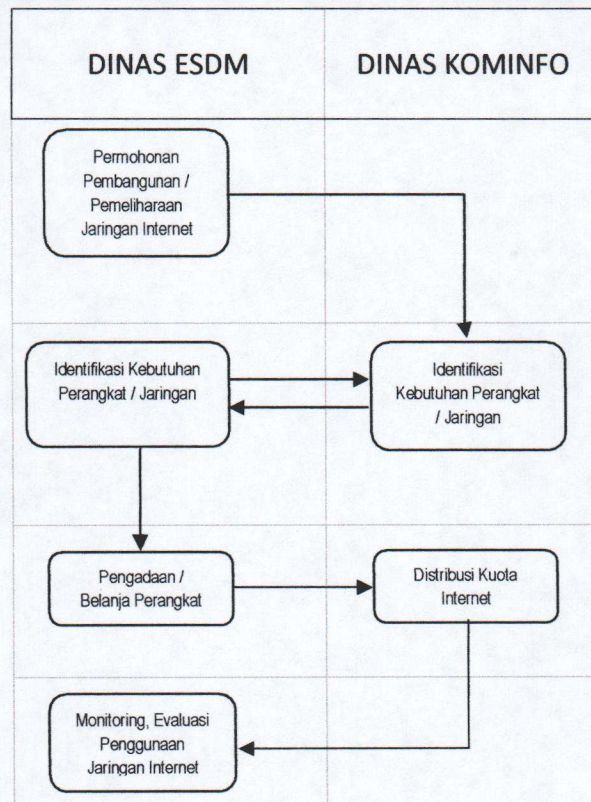 DINAS ESDM
DINAS KOMINFO
Permohonan
Pembangunan /
Pemeliharaan
Jaringan Internet
Identifikasi Kebutuhan
Perangkat / Jaringan
Identifikasi
Kebutuhan Perangkat
/ Jaringan
Pengadaan /
Belanja Perangkat
Distribusi Kuota
Internet
Monitoring, Evaluasi
Penggunaan
Jaringan Internet